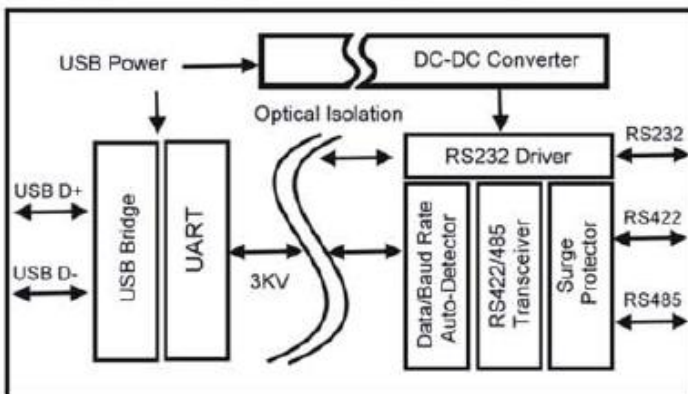 USB Power
DC-DC Converter
Optical Isolation
RS232 Driver
RS232
USB D+
USB D-
USB Bridge
UART
3KV
Data/Baud Rate
Auto-Detector
RS422/485
Transceiver
Surge
Protector
RS422
RS485